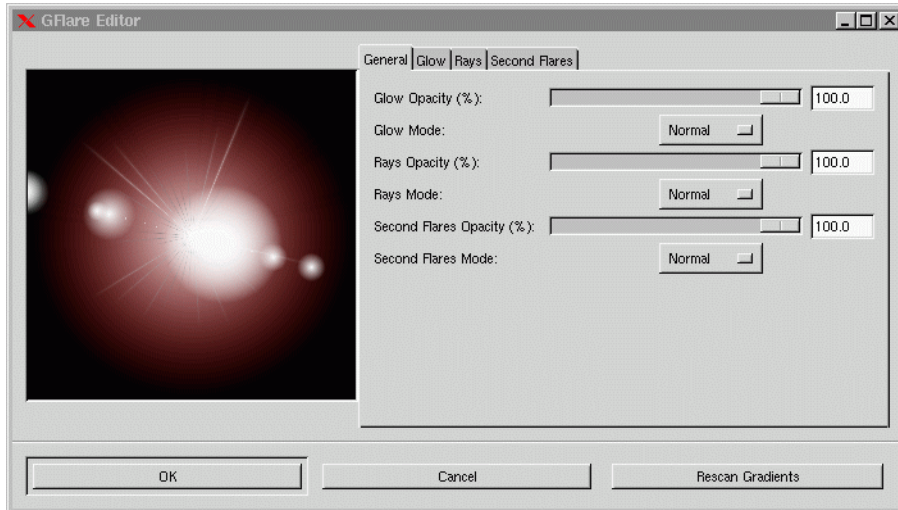 GFlare Editor
General Glow Rays Second Flares
Glow Opacity (%): 100.0
Glow Mode: Normal
Rays Opacity (%): 100.0
Rays Mode: Normal
Second Flares Opacity (%): 100.0
Second Flares Mode: Normal
OK Cancel Rescan Gradients